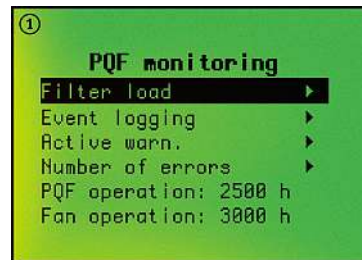 ①
PQF monitoring
Filter load ▶
Event logging ▶
Active warn. ▶
Number of errors ▶
PQF operation: 2500 h
Fan operation: 3000 h